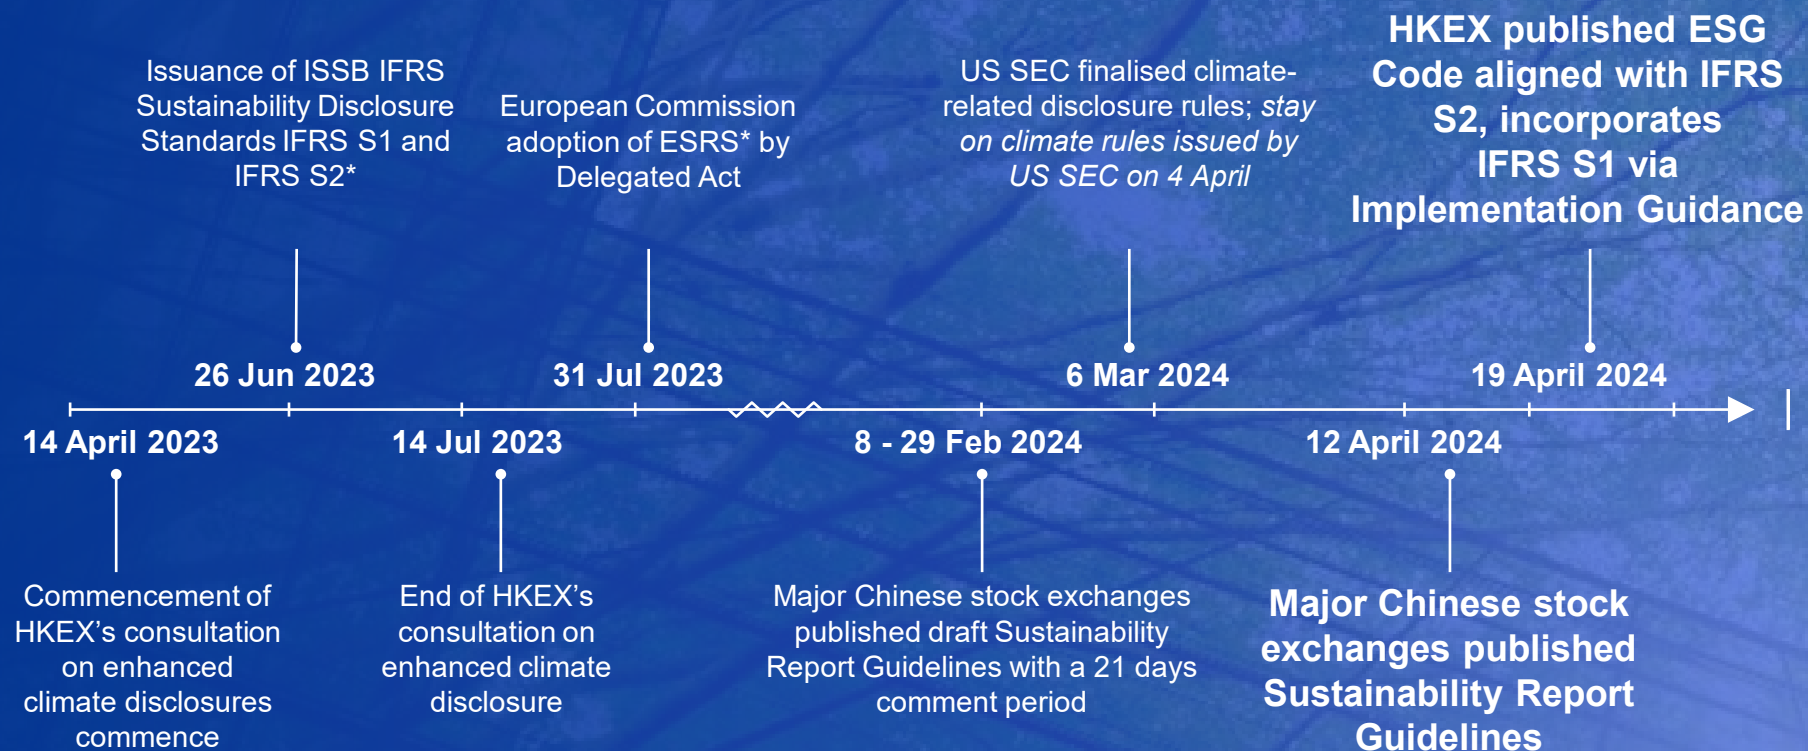 Issuance of ISSB IFRS
Sustainability Disclosure
Standards IFRS S1 and
IFRS S2*
European Commission
adoption of ESRS* by
Delegated Act
US SEC finalised climate-
related disclosure rules; stay
on climate rules issued by
US SEC on 4 April
HKEX published ESG
Code aligned with IFRS
S2, incorporates
IFRS S1 via
Implementation Guidance
26 Jun 2023
31 Jul 2023
6 Mar 2024
19 April 2024
14 April 2023
14 Jul 2023
8 - 29 Feb 2024
12 April 2024
Commencement of
HKEX’s consultation
on enhanced
climate disclosures
commence
End of HKEX’s
consultation on
enhanced climate
disclosure
Major Chinese stock exchanges
published draft Sustainability
Report Guidelines with a 21 days
comment period
Major Chinese stock
exchanges published
Sustainability Report
Guidelines